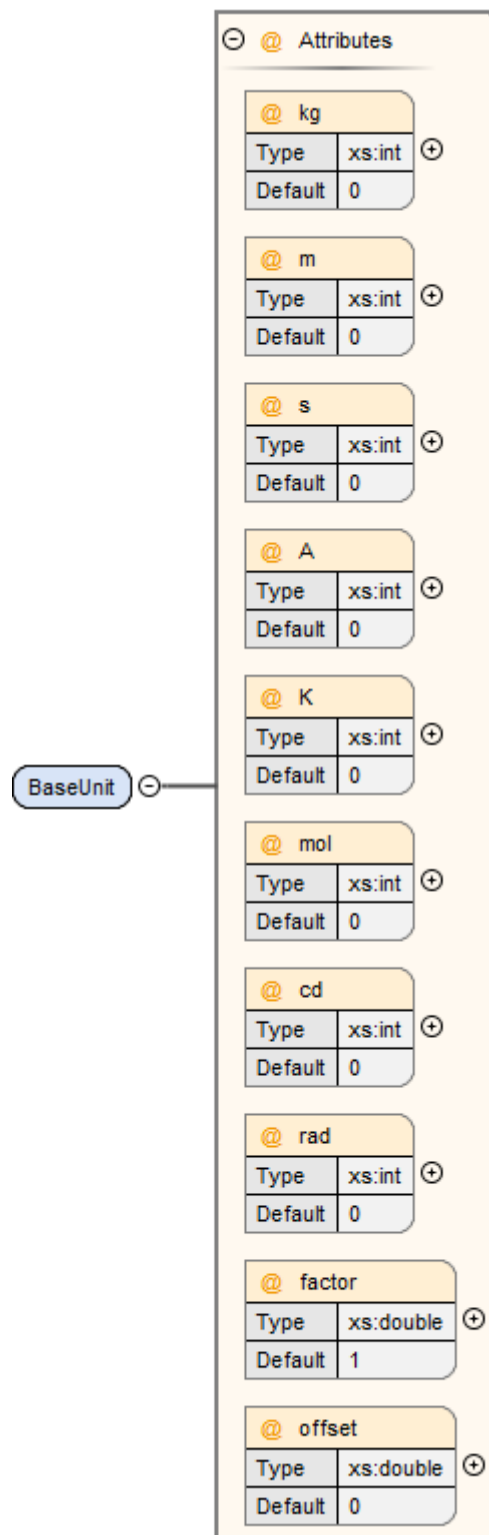 @ Attributes
@ kg
Type xs:int
Default 0
@ m
Type xs:int
Default 0
@ s
Type xs:int
Default 0
@ A
Type xs:int
Default 0
@ K
Type xs:int
Default 0
BaseUnit
@ mol
Type xs:int
Default 0
@ cd
Type xs:int
Default 0
@ rad
Type xs:int
Default 0
@ factor
Type xs:double
Default 1
@ offset
Type xs:double
Default 0